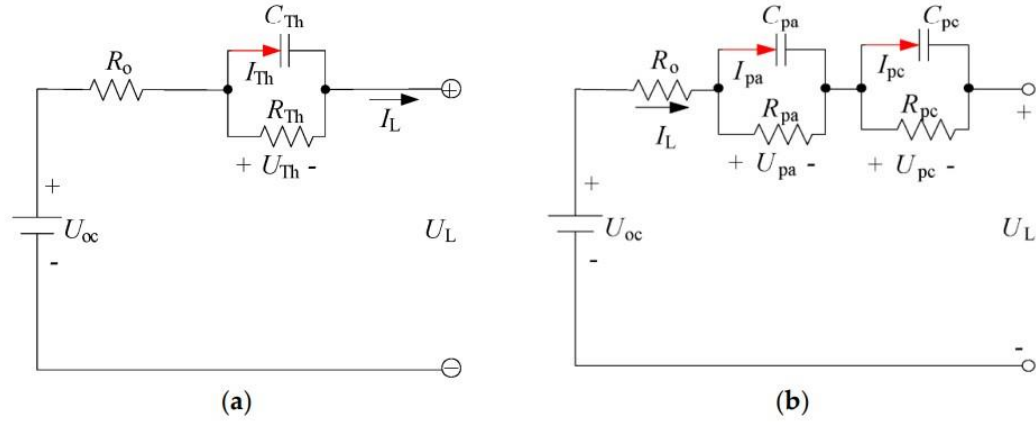 C_Th
R_o
I_Th
R_Th
I_L
+
+ U_Th -
+
U_oc
-
U_L
−
(a)
C_pa
C_pc
R_o
I_pa
I_pc
R_pa
R_pc
I_L
+
+ U_pa -
+ U_pc -
+
U_oc
-
U_L
-
(b)